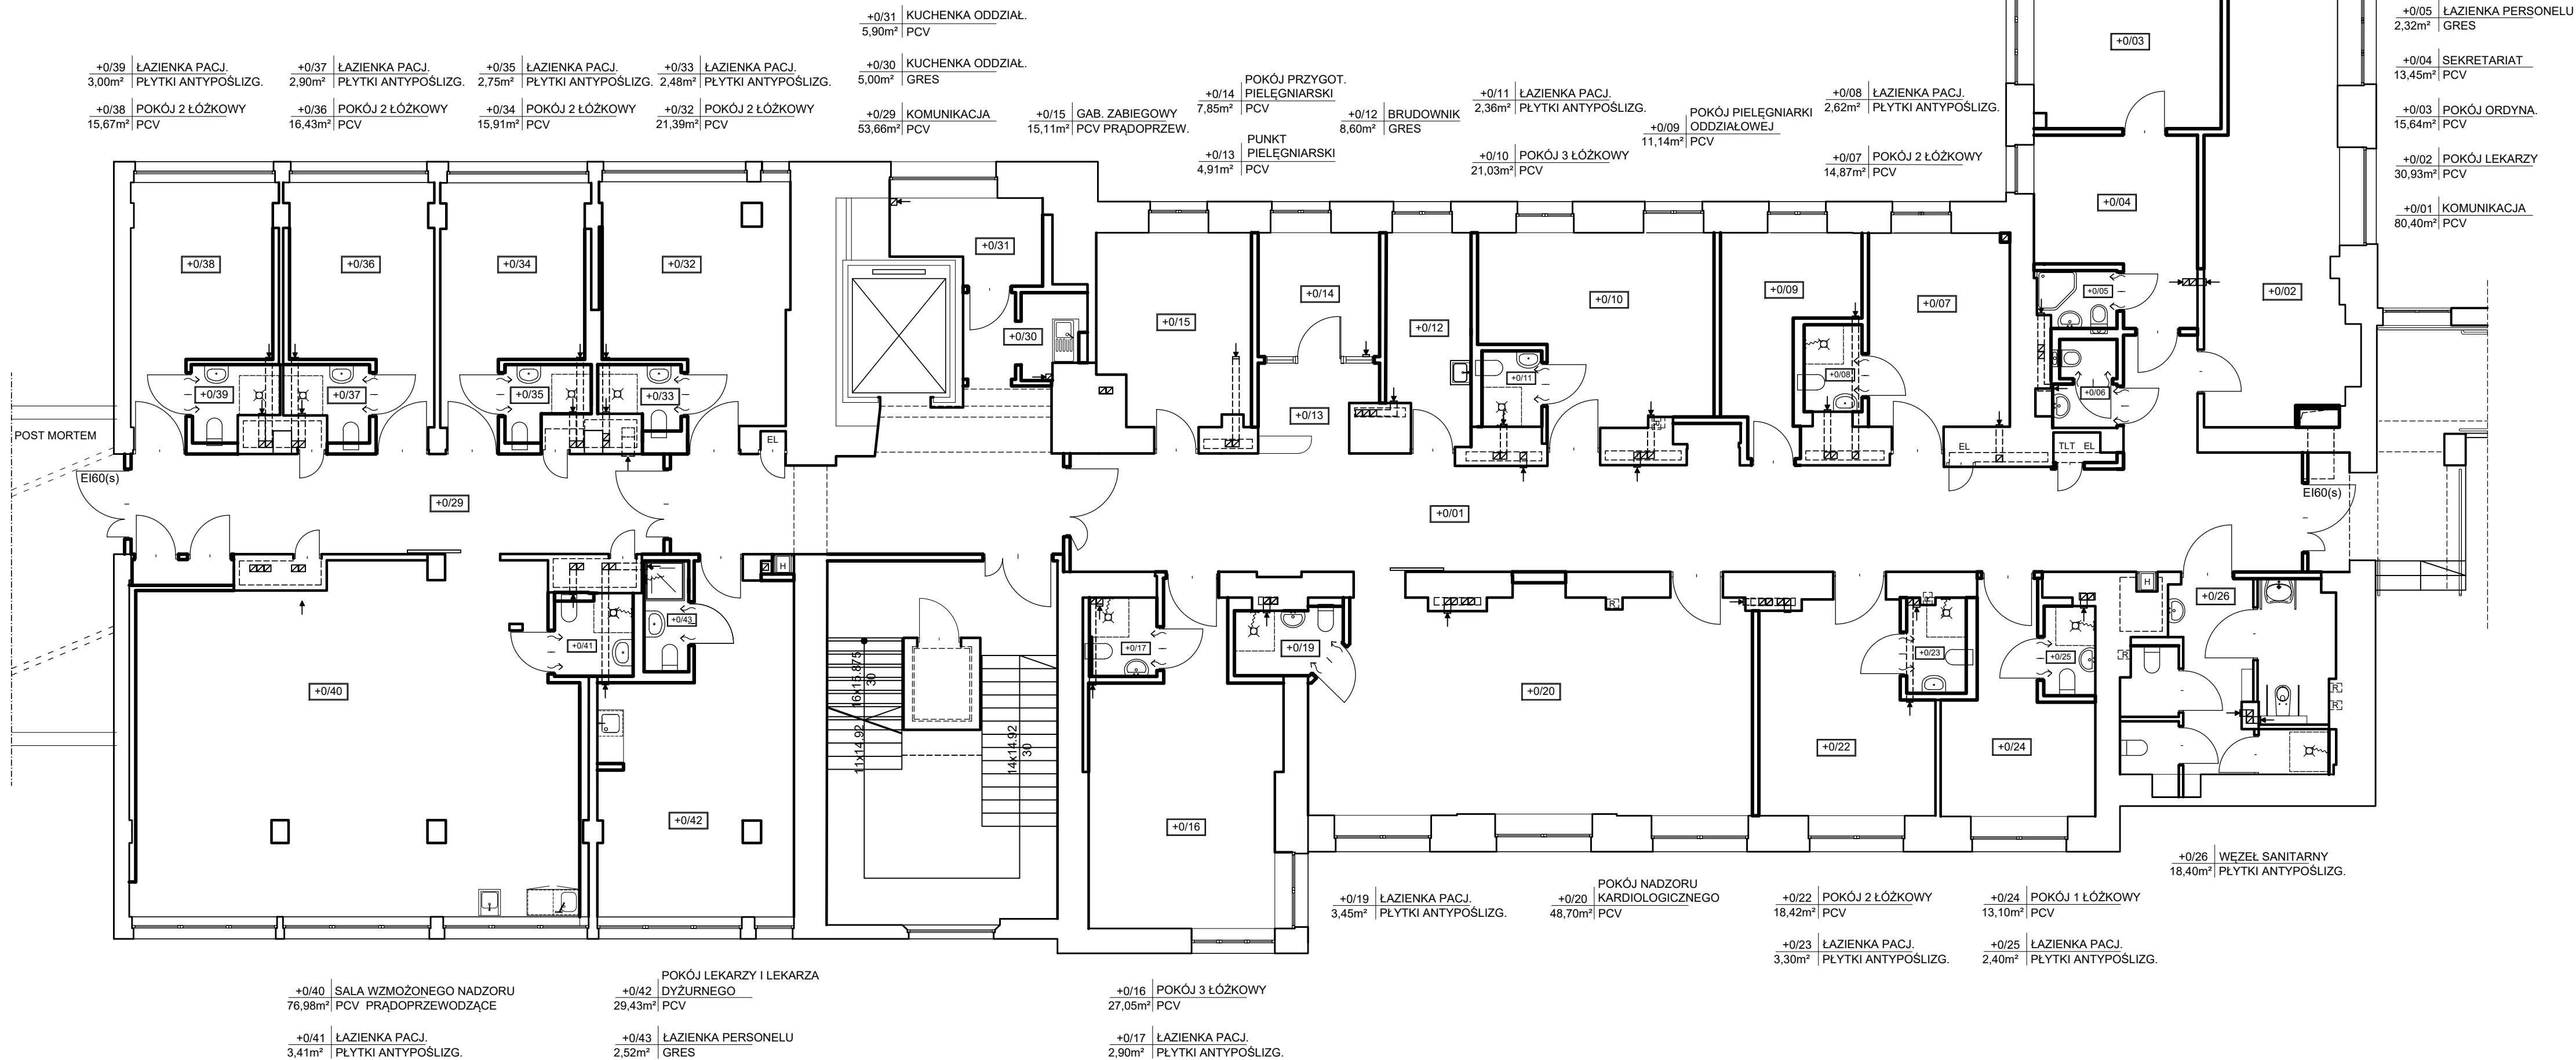 +0/31 KUCHENKA ODDZIAŁ.
5,90m² PCV
+0/30 KUCHENKA ODDZIAŁ.
5,00m² GRES
+0/29 KOMUNIKACJA
53,66m² PCV
+0/39 ŁAZIENKA PACJ.
3,00m² PŁYTKI ANTYPOŚLIZG.
+0/38 POKÓJ 2 ŁÓŻKOWY
15,67m² PCV
+0/37 ŁAZIENKA PACJ.
2,90m² PŁYTKI ANTYPOŚLIZG.
+0/36 POKÓJ 2 ŁÓŻKOWY
16,43m² PCV
+0/35 ŁAZIENKA PACJ.
2,75m² PŁYTKI ANTYPOŚLIZG.
+0/34 POKÓJ 2 ŁÓŻKOWY
15,91m² PCV
+0/33 ŁAZIENKA PACJ.
2,48m² PŁYTKI ANTYPOŚLIZG.
+0/32 POKÓJ 2 ŁÓŻKOWY
21,39m² PCV
+0/15 GAB. ZABIEGOWY
15,11m² PCV PRĄDOPRZEW.
POKÓJ PRZYGOT.
+0/14 PIELĘGNIARSKI
7,85m² PCV
PUNKT
+0/13 PIELĘGNIARSKI
4,91m² PCV
+0/12 BRUDOWNIK
8,60m² GRES
+0/11 ŁAZIENKA PACJ.
2,36m² PŁYTKI ANTYPOŚLIZG.
+0/10 POKÓJ 3 ŁÓŻKOWY
21,03m² PCV
POKÓJ PIELĘGNIARKI
+0/09 ODDZIAŁOWEJ
11,14m² PCV
+0/08 ŁAZIENKA PACJ.
2,62m² PŁYTKI ANTYPOŚLIZG.
+0/07 POKÓJ 2 ŁÓŻKOWY
14,87m² PCV
+0/05 ŁAZIENKA PERSONELU
2,32m² GRES
+0/04 SEKRETARIAT
13,45m² PCV
+0/03 POKÓJ ORDYNA.
15,64m² PCV
+0/02 POKÓJ LEKARZY
30,93m² PCV
+0/01 KOMUNIKACJA
80,40m² PCV
+0/03
+0/04
+0/31
+0/38
+0/36
+0/34
+0/32
+0/05
+0/02
+0/14
+0/09
+0/10
+0/07
+0/15
+0/12
+0/30
+0/11
+0/08
+0/06
+0/39
+0/37
+0/35
+0/33
+0/13
POST MORTEM
EL
EL
TLT EL
EI60(s)
EI60(s)
+0/29
+0/01
H
H
+0/26
+0/43
+0/41
+0/17
+0/19
+0/23
+0/25
R
R
R
R
R
R
+0/40
+0/20
+0/22
+0/24
16x15.875
30
11x14.92
14x14.92
30
+0/42
+0/16
+0/26 WĘZEŁ SANITARNY
18,40m² PŁYTKI ANTYPOŚLIZG.
+0/19 ŁAZIENKA PACJ.
3,45m² PŁYTKI ANTYPOŚLIZG.
POKÓJ NADZORU
+0/20 KARDIOLOGICZNEGO
48,70m² PCV
+0/22 POKÓJ 2 ŁÓŻKOWY
18,42m² PCV
+0/23 ŁAZIENKA PACJ.
3,30m² PŁYTKI ANTYPOŚLIZG.
+0/24 POKÓJ 1 ŁÓŻKOWY
13,10m² PCV
+0/25 ŁAZIENKA PACJ.
2,40m² PŁYTKI ANTYPOŚLIZG.
+0/40 SALA WZMOŻONEGO NADZORU
76,98m² PCV PRĄDOPRZEWODZĄCE
+0/41 ŁAZIENKA PACJ.
3,41m² PŁYTKI ANTYPOŚLIZG.
POKÓJ LEKARZY I LEKARZA
+0/42 DYŻURNEGO
29,43m² PCV
+0/43 ŁAZIENKA PERSONELU
2,52m² GRES
+0/16 POKÓJ 3 ŁÓŻKOWY
27,05m² PCV
+0/17 ŁAZIENKA PACJ.
2,90m² PŁYTKI ANTYPOŚLIZG.